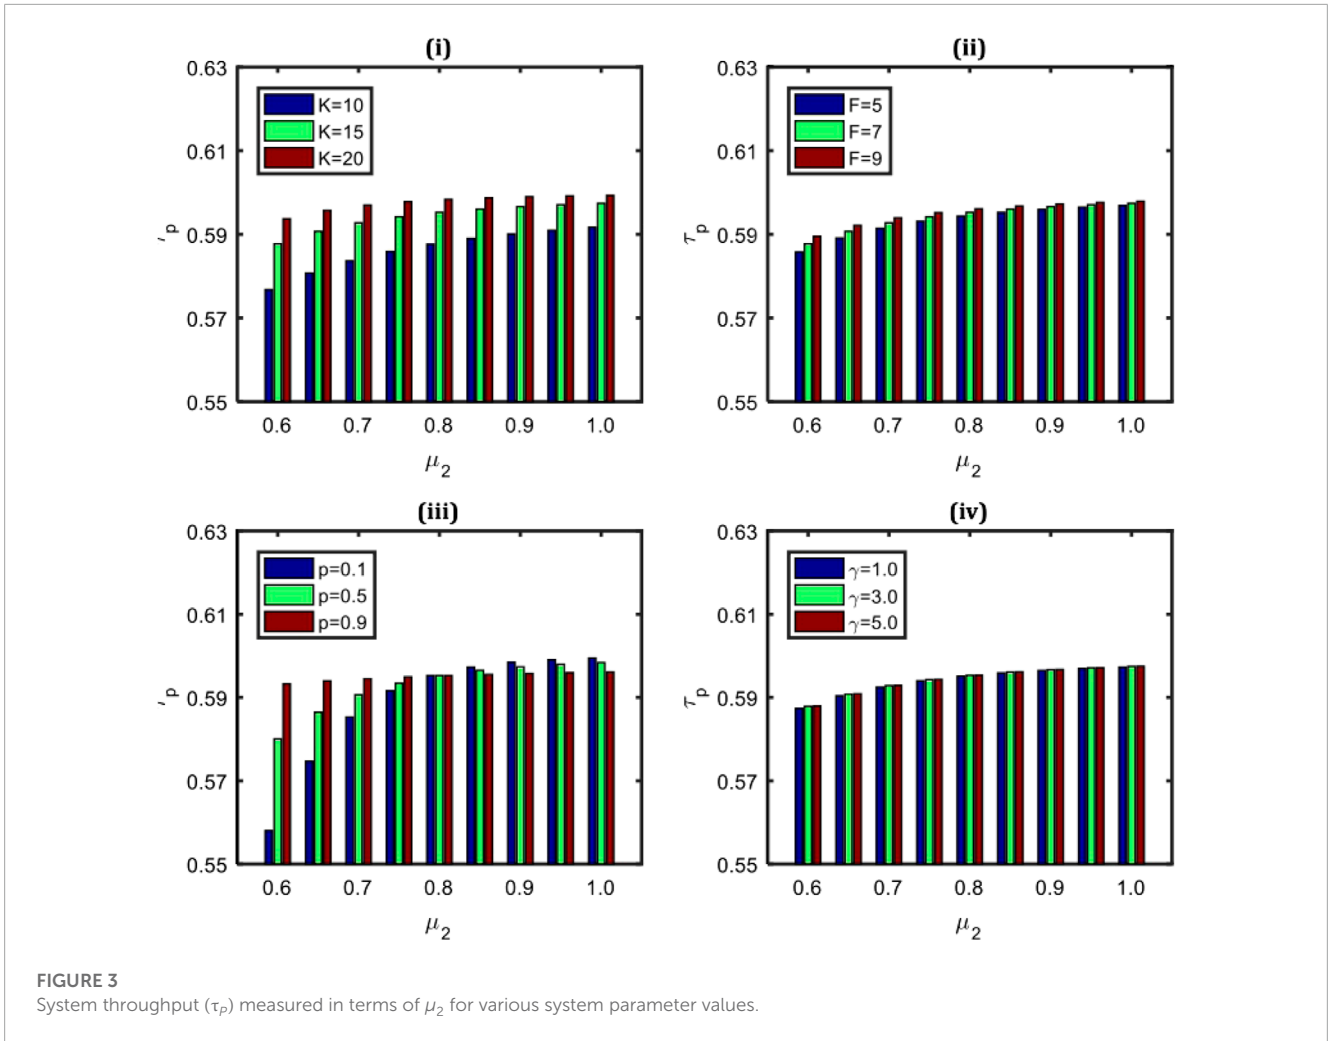 (i)
0.63
0.61
0.59
0.57
0.55
′p
K=10
K=15
K=20
0.6 0.7 0.8 0.9 1.0
μ2
(ii)
0.63
0.61
0.59
0.57
0.55
τp
F=5
F=7
F=9
0.6 0.7 0.8 0.9 1.0
μ2
(iii)
0.63
0.61
0.59
0.57
0.55
′p
p=0.1
p=0.5
p=0.9
0.6 0.7 0.8 0.9 1.0
μ2
(iv)
0.63
0.61
0.59
0.57
0.55
τp
γ=1.0
γ=3.0
γ=5.0
0.6 0.7 0.8 0.9 1.0
μ2
FIGURE 3
System throughput (τP) measured in terms of μ2 for various system parameter values.